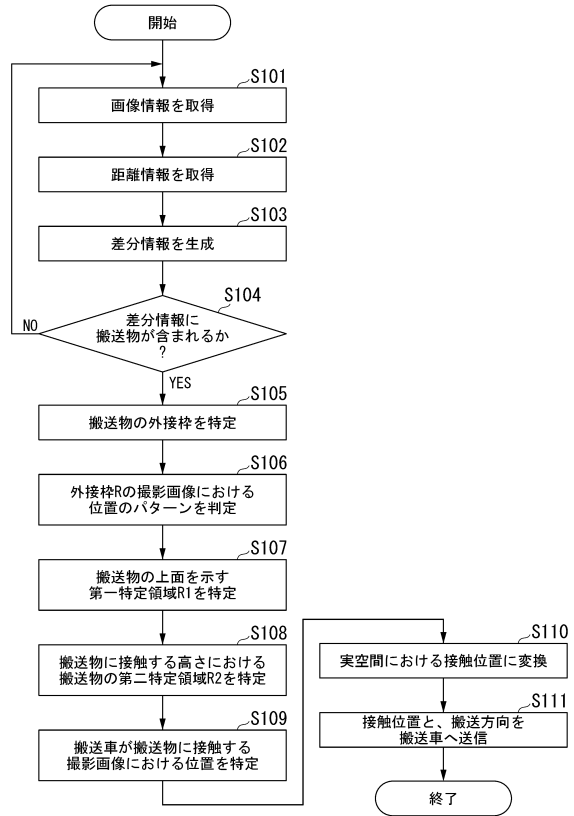 開始
S101
画像情報を取得
S102
距離情報を取得
S103
差分情報を生成
S104
差分情報に
搬送物が含まれるか
?
NO
YES
S105
搬送物の外接枠を特定
S106
外接枠Rの撮影画像における
位置のパターンを判定
S107
搬送物の上面を示す
第一特定領域R1を特定
S108
搬送物に接触する高さにおける
搬送物の第二特定領域R2を特定
S109
搬送車が搬送物に接触する
撮影画像における位置を特定
S110
実空間における接触位置に変換
S111
接触位置と、搬送方向を
搬送車へ送信
終了